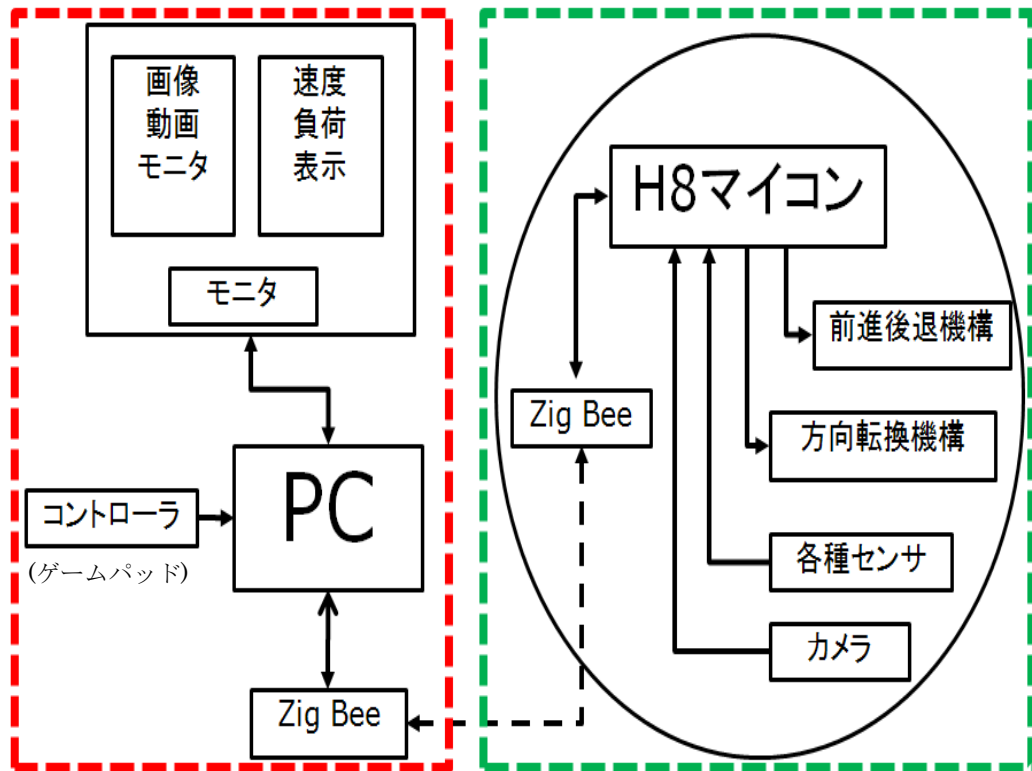 画像
動画
モニタ
速度
負荷
表示
モニタ
PC
コントローラ
(ゲームパッド)
Zig Bee
H8マイコン
Zig Bee
前進後退機構
方向転換機構
各種センサ
カメラ